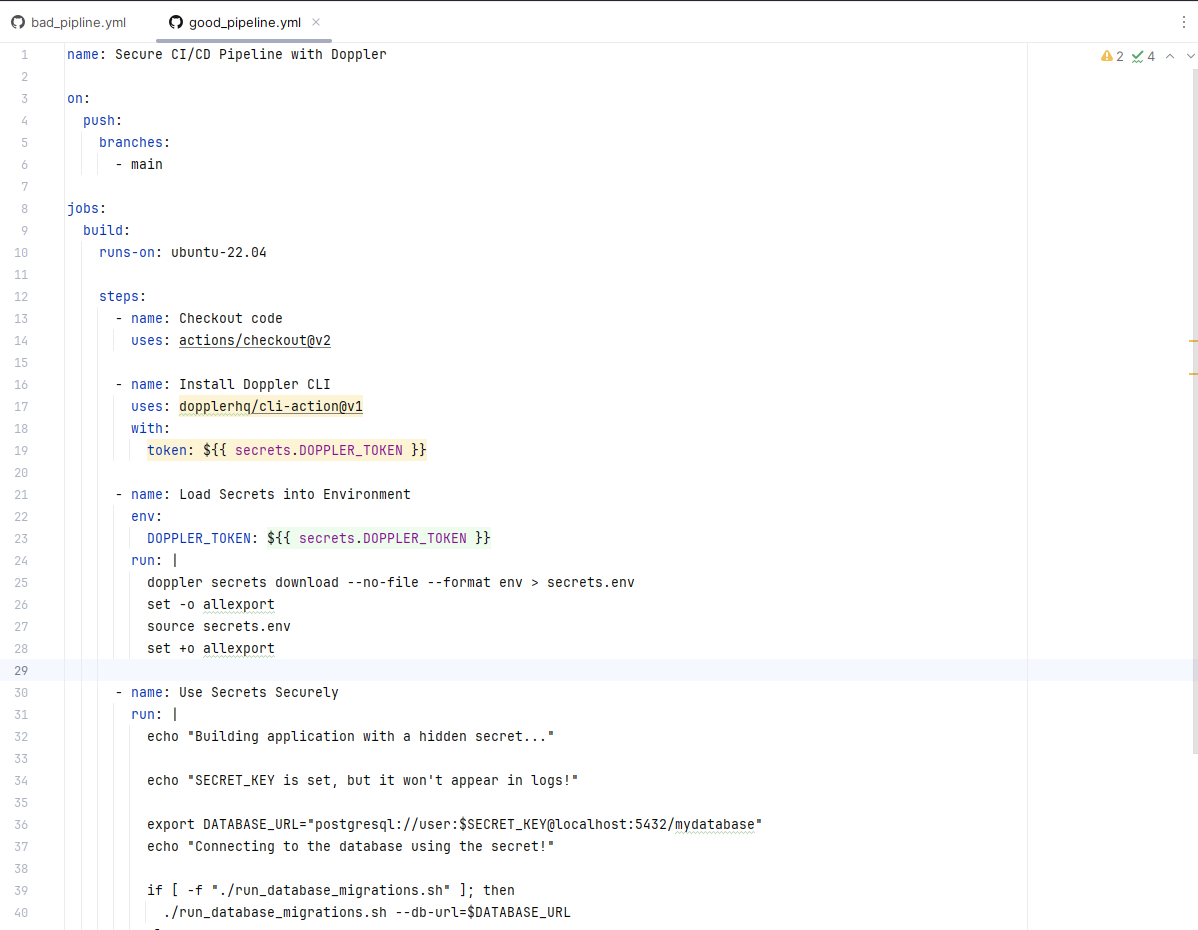 bad_pipline.yml good_pipeline.yml
2 4
1 name: Secure CI/CD Pipeline with Doppler
2
3 on:
4 push:
5 branches:
6 - main
7
8 jobs:
9 build:
10 runs-on: ubuntu-22.04
11
12 steps:
13 - name: Checkout code
14 uses: actions/checkout@v2
15
16 - name: Install Doppler CLI
17 uses: dopplerhq/cli-action@v1
18 with:
19 token: ${{ secrets.DOPPLER_TOKEN }}
20
21 - name: Load Secrets into Environment
22 env:
23 DOPPLER_TOKEN: ${{ secrets.DOPPLER_TOKEN }}
24 run: |
25 doppler secrets download --no-file --format env > secrets.env
26 set -o allexport
27 source secrets.env
28 set +o allexport
29
30 - name: Use Secrets Securely
31 run: |
32 echo "Building application with a hidden secret..."
33
34 echo "SECRET_KEY is set, but it won't appear in logs!"
35
36 export DATABASE_URL="postgresql://user:$SECRET_KEY@localhost:5432/mydatabase"
37 echo "Connecting to the database using the secret!"
38
39 if [ -f "./run_database_migrations.sh" ]; then
40 ./run_database_migrations.sh --db-url=$DATABASE_URL